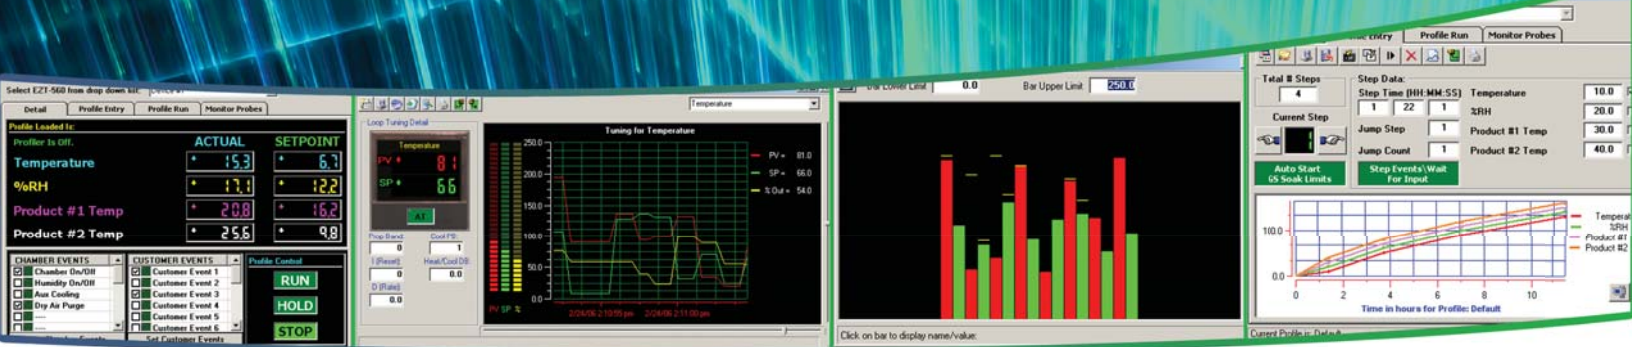 Select EZT-560 from drop down list:
Detail Profile Entry Profile Run Monitor Probes
Profile Loaded Is:
Profiler Is Off. ACTUAL SETPOINT
Temperature 15.3 6.7
%RH 17.1 12.2
Product #1 Temp 20.8 16.2
Product #2 Temp 25.6 9.8
CHAMBER EVENTS
Chamber On/Off
Humidity On/Off
Aux Cooling
Dry Air Purge
----
CUSTOMER EVENTS
Customer Event 1
Customer Event 2
Customer Event 3
Customer Event 4
Customer Event 5
Customer Event 6
Set Customer Events
Profile Control
RUN
HOLD
STOP
Temperature
Loop Tuning Detail
Temperature
PV 81
SP 66
AT
Prop Band: Cool PB:
0 1
I (Reset): Heat/Cool DB:
0 0.0
D (Rate):
0.0
Tuning for Temperature
250.0
200.0
150.0
100.0
50.0
0.0
PV SP %
2/24/06 2:10:55 pm 2/24/06 2:11:00 pm
PV = 81.0
SP = 66.0
% Out = 54.0
Bar Lower Limit 0.0 Bar Upper Limit 250.0
Click on bar to display name/value:
Entry Profile Run Monitor Probes
Total # Steps
4
Current Step
1
Auto Start
GS Soak Limits
Step Data:
Step Time (HH:MM:SS)
1 22 1
Jump Step 1
Jump Count 1
Step Events\Wait
For Input
Temperature 10.0
%RH 20.0
Product #1 Temp 30.0
Product #2 Temp 40.0
100.0
0.0
0 2 4 6 8 10
Time in hours for Profile: Default
Temperat
%RH
Product #1
Product #2
Current Profile is: Default